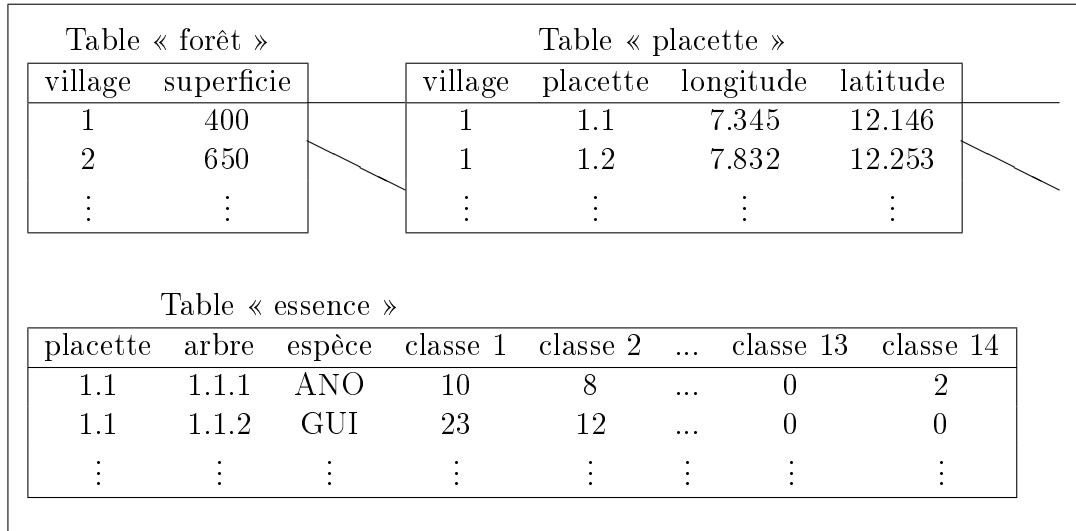 Table « forêt »
village superficie
1 400
2 650
⋮ ⋮
Table « placette »
village placette longitude latitude
1 1.1 7.345 12.146
1 1.2 7.832 12.253
⋮ ⋮ ⋮ ⋮
Table « essence »
placette arbre espèce classe 1 classe 2 ... classe 13 classe 14
1.1 1.1.1 ANO 10 8 ... 0 2
1.1 1.1.2 GUI 23 12 ... 0 0
⋮ ⋮ ⋮ ⋮ ⋮ ⋮ ⋮ ⋮